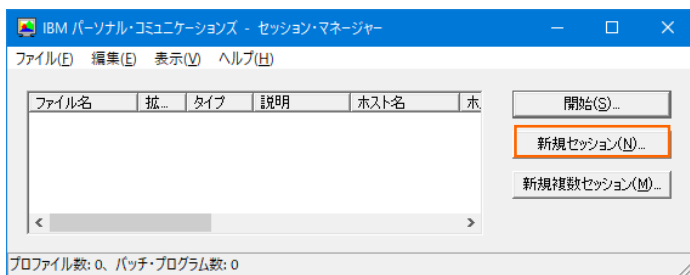 IBM パーソナル・コミュニケーションズ - セッション・マネージャー
ファイル(F) 編集(E) 表示(V) ヘルプ(H)
ファイル名 拡... タイプ 説明 ホスト名 ホ
開始(S)...
新規セッション(N)...
新規複数セッション(M)...
プロファイル数: 0、バッチ・プログラム数: 0